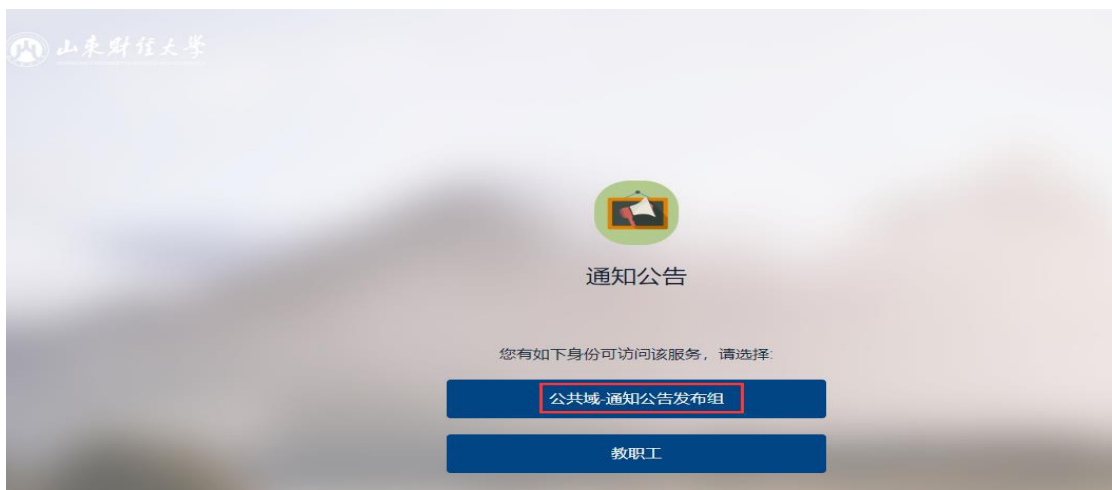 山东财经大学
通知公告
您有如下身份可访问该服务，请选择:
公共域-通知公告发布组
教职工